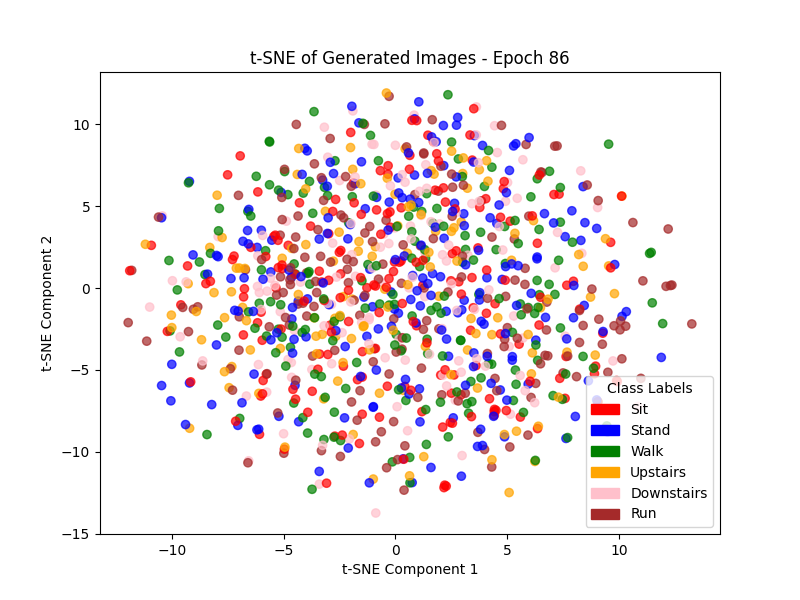 t-SNE of Generated Images - Epoch 86
t-SNE Component 2
10
5
0
−5
−10
−15
−10
−5
0
5
10
t-SNE Component 1
Class Labels
Sit
Stand
Walk
Upstairs
Downstairs
Run